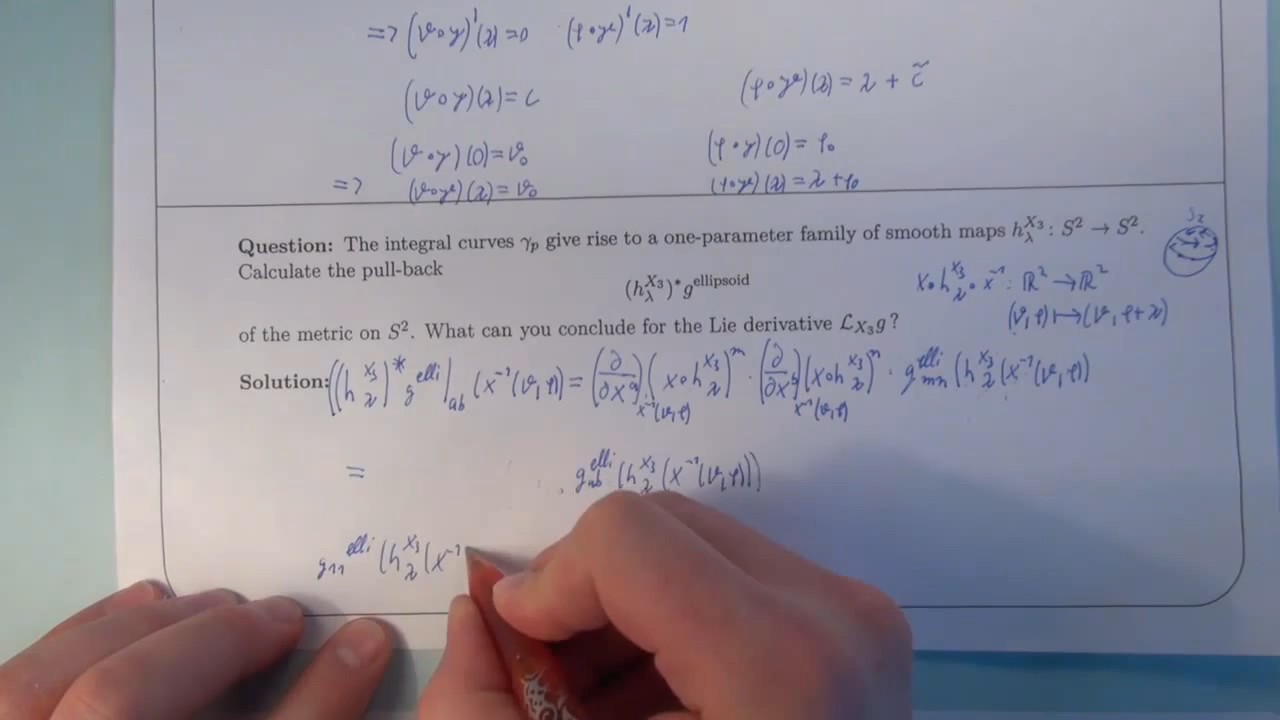 => (ϑ∘γ)'(λ)=0 (φ∘γ)'(λ)=1
(ϑ∘γ)(λ)=c (φ∘γ)(λ)=λ+c̃
(ϑ∘γ)(0)=ϑ₀ (φ∘γ)(0)=φ₀
=> (ϑ∘γ)(λ)=ϑ₀ (φ∘γ)(λ)=λ+φ₀
Question: The integral curves γ_p give rise to a one-parameter family of smooth maps h_λ^{X_3}: S² → S².
Calculate the pull-back
(h_λ^{X_3})* g^{ellipsoid}
of the metric on S². What can you conclude for the Lie derivative ℒ_{X_3}g?
S₂
x∘h_λ^{X_3}∘x^{-1}: ℝ² → ℝ²
(ϑ,φ) ↦ (ϑ,φ+λ)
Solution: ((h_λ^{X_3})* g^{elli})_{ab} (x^{-1}(ϑ,φ)) = (∂/∂x^a)_{x^{-1}(ϑ,φ)} (x∘h_λ^{X_3})^m · (∂/∂x^b)_{x^{-1}(ϑ,φ)} (x∘h_λ^{X_3})^n · g_{mn}^{elli} (h_λ^{X_3}(x^{-1}(ϑ,φ))
= g_{ab}^{elli} (h_λ^{X_3}(x^{-1}(ϑ,φ)))
g_{11}^{elli} (h_λ^{X_3}(x^{-1}